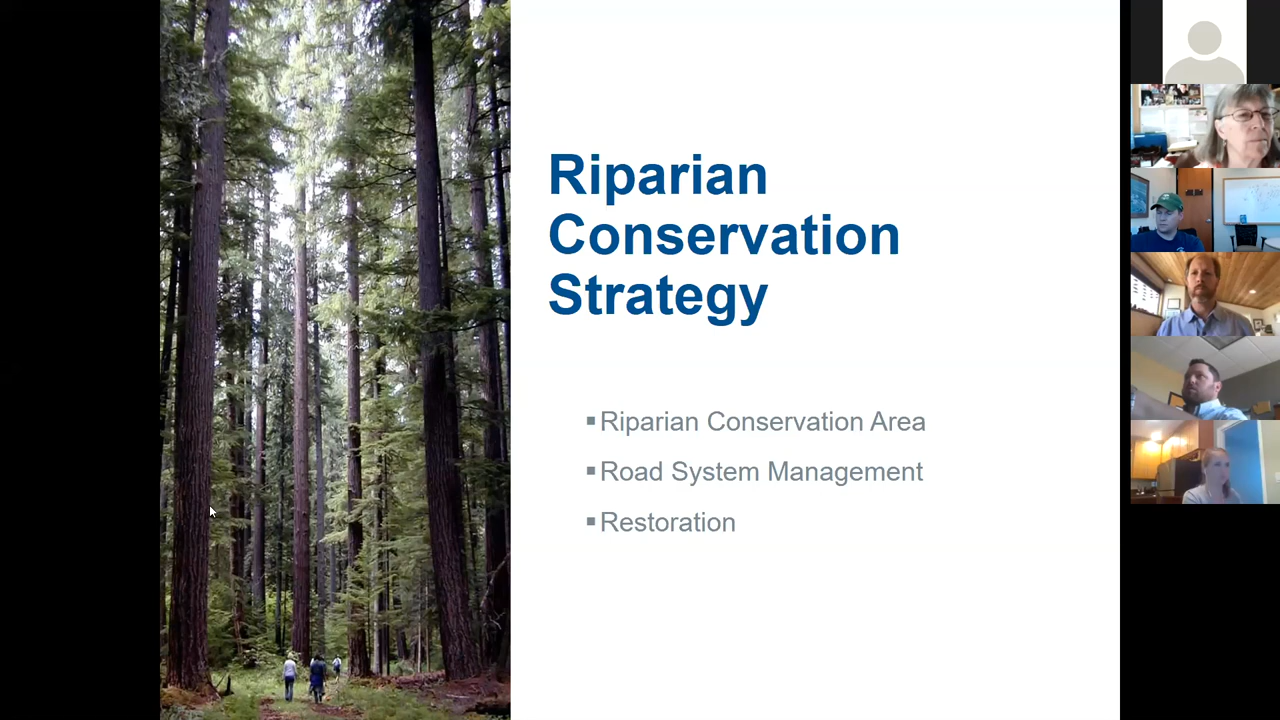 Riparian
Conservation
Strategy
▪Riparian Conservation Area
▪Road System Management
▪Restoration